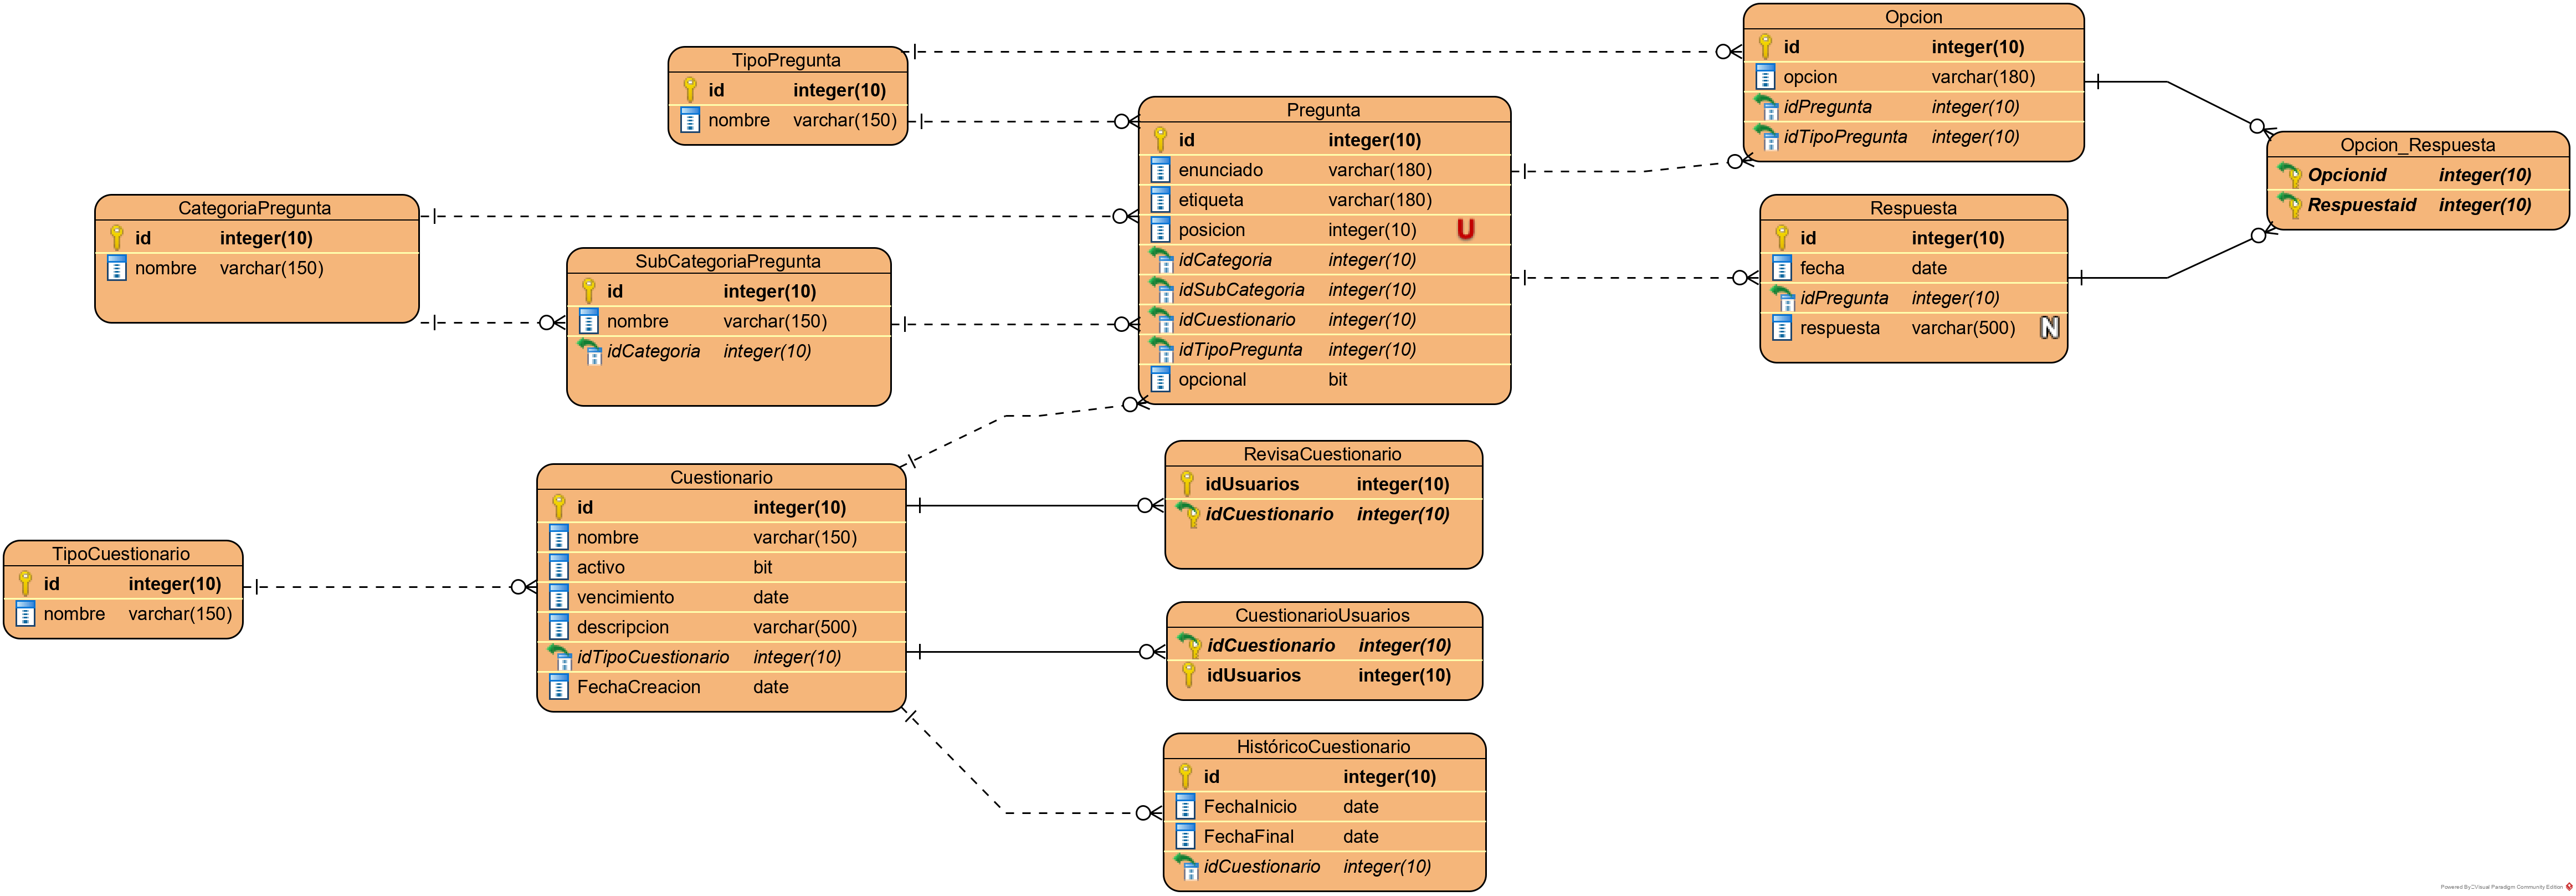 TipoPregunta
id integer(10)
nombre varchar(150)
Opcion
id integer(10)
opcion varchar(180)
idPregunta integer(10)
idTipoPregunta integer(10)
Pregunta
id integer(10)
enunciado varchar(180)
etiqueta varchar(180)
posicion integer(10) U
idCategoria integer(10)
idSubCategoria integer(10)
idCuestionario integer(10)
idTipoPregunta integer(10)
opcional bit
Opcion_Respuesta
Opcionid integer(10)
Respuestaid integer(10)
CategoriaPregunta
id integer(10)
nombre varchar(150)
SubCategoriaPregunta
id integer(10)
nombre varchar(150)
idCategoria integer(10)
Respuesta
id integer(10)
fecha date
idPregunta integer(10)
respuesta varchar(500) N
Cuestionario
id integer(10)
nombre varchar(150)
activo bit
vencimiento date
descripcion varchar(500)
idTipoCuestionario integer(10)
FechaCreacion date
RevisaCuestionario
idUsuarios integer(10)
idCuestionario integer(10)
TipoCuestionario
id integer(10)
nombre varchar(150)
CuestionarioUsuarios
idCuestionario integer(10)
idUsuarios integer(10)
HistóricoCuestionario
id integer(10)
FechaInicio date
FechaFinal date
idCuestionario integer(10)
Powered By Visual Paradigm Community Edition